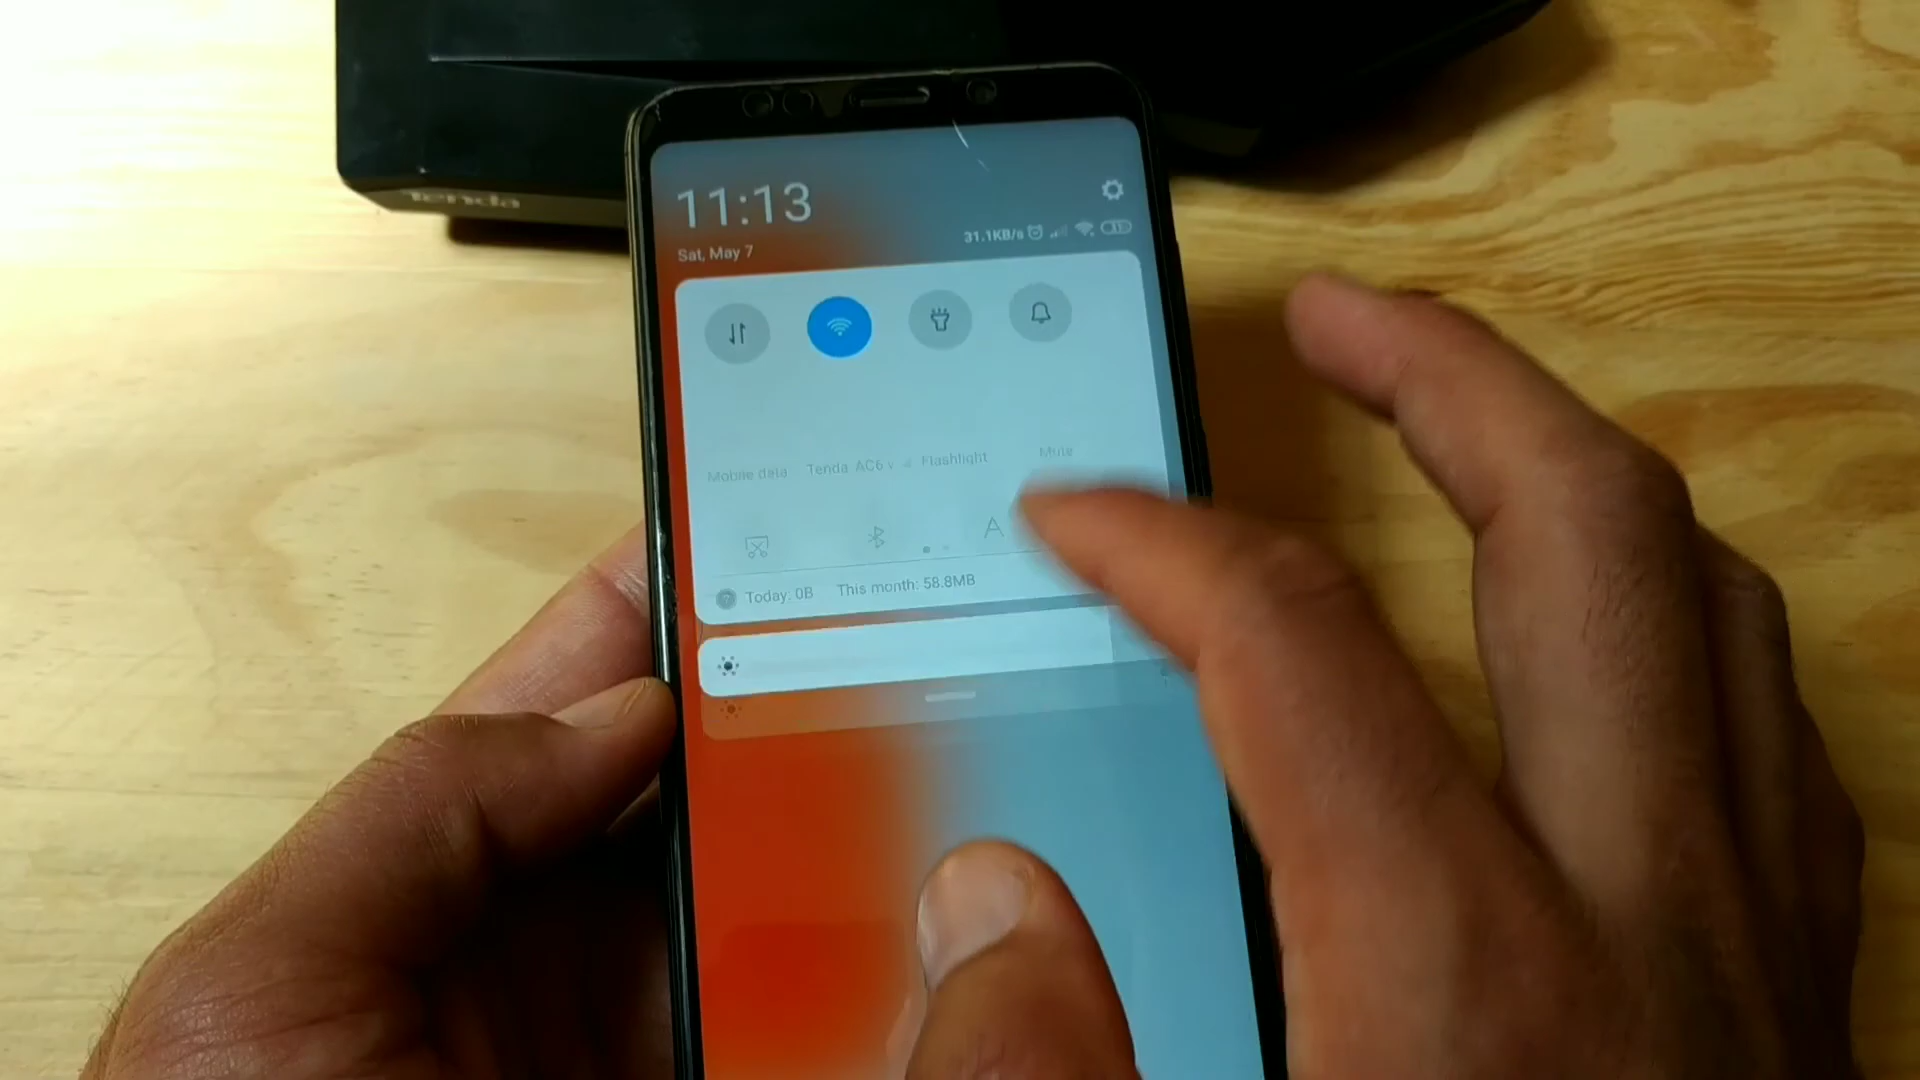 Tenda
11:13
Sat, May 7
31.1KB/s
Mobile data
Tenda AC6 v
Flashlight
Mute
A
Today: 0B
This month: 58.8MB